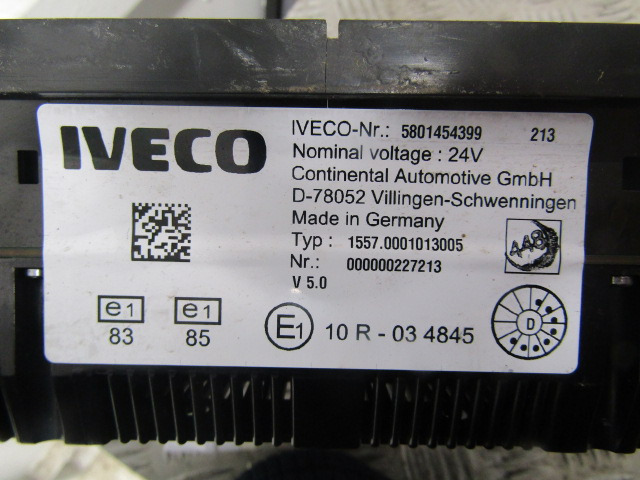 IVECO
IVECO-Nr.: 5801454399 213
Nominal voltage : 24V
Continental Automotive GmbH
D-78052 Villingen-Schwenningen
Made in Germany
Typ : 1557.0001013005
Nr.: 000000227213
V 5.0
448
e1 e1
83 85
E1 10 R - 03 4845
D